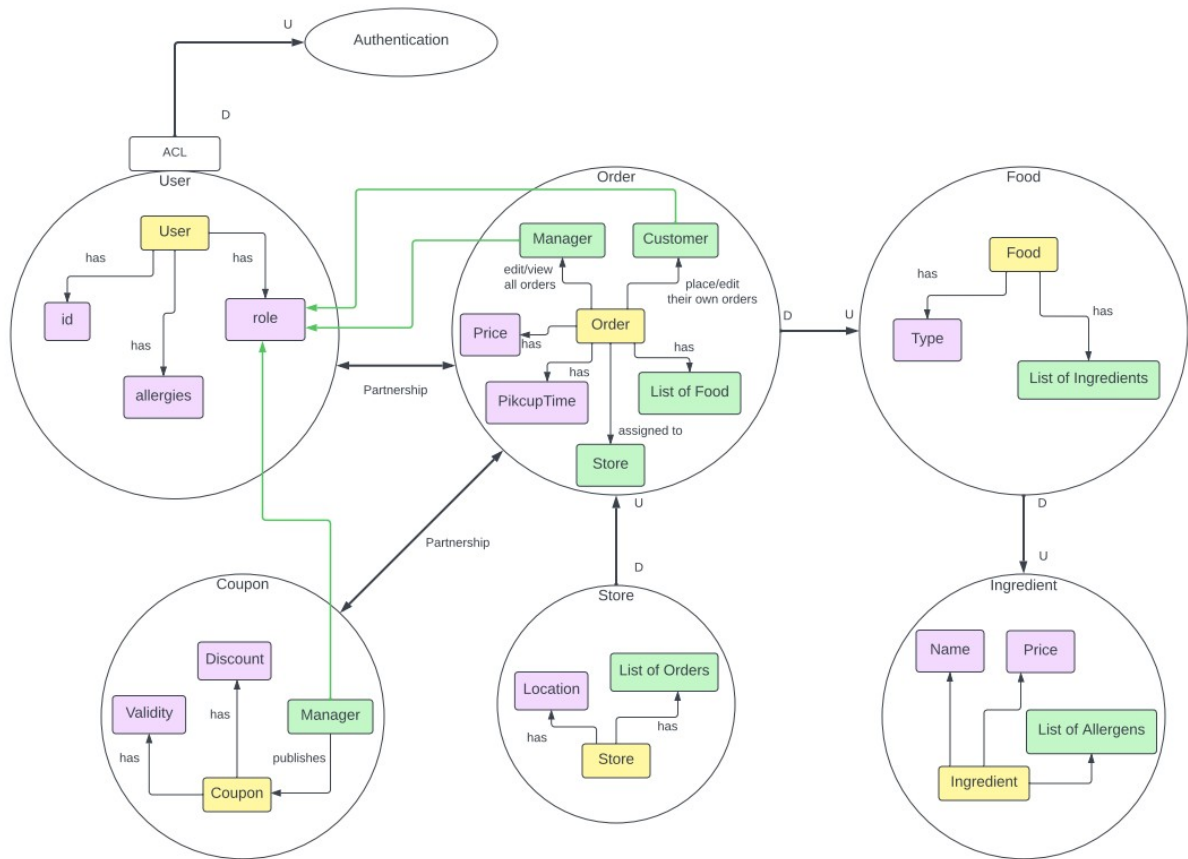 U
Authentication
D
ACL
User
User
has
has
id
role
has
allergies
Partnership
Order
Manager
Customer
edit/view
all orders
place/edit
their own orders
Order
Price
has
has
has
PikcupTime
List of Food
assigned to
Store
D
U
Food
Food
has
has
Type
List of Ingredients
D
U
Partnership
U
D
Coupon
Discount
Validity
has
has
Manager
publishes
Coupon
Store
List of Orders
Location
has
has
Store
Ingredient
Name
Price
List of Allergens
Ingredient